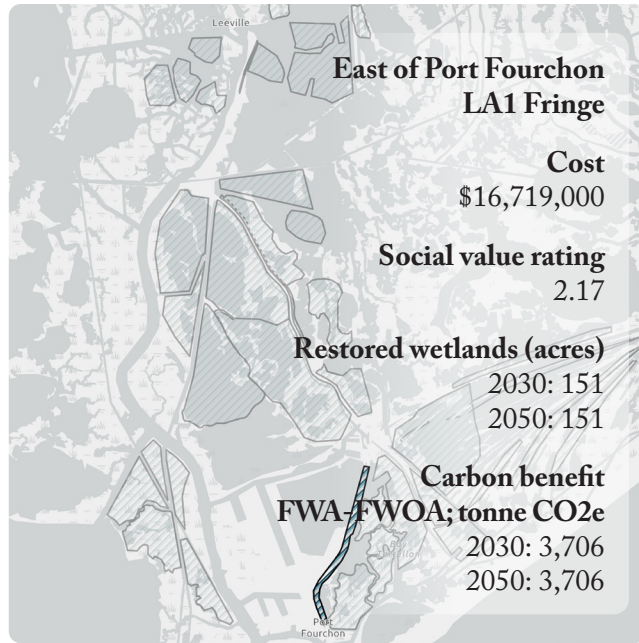 Leeville
East of Port Fourchon
LA1 Fringe
Cost
$16,719,000
Social value rating
2.17
Restored wetlands (acres)
2030: 151
2050: 151
Carbon benefit
FWA-FWOA; tonne CO2e
2030: 3,706
2050: 3,706
Port
Fourchon